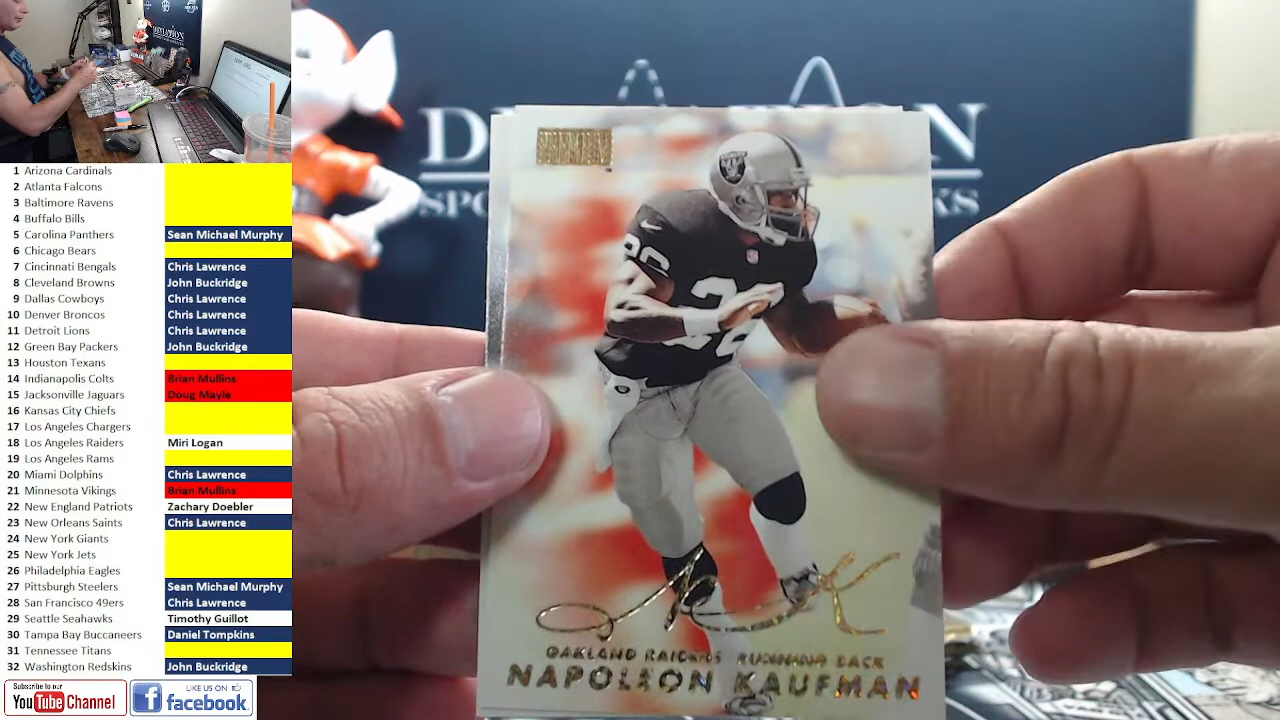 1 Arizona Cardinals
2 Atlanta Falcons
3 Baltimore Ravens
4 Buffalo Bills
5 Carolina Panthers Sean Michael Murphy
6 Chicago Bears
7 Cincinnati Bengals Chris Lawrence
8 Cleveland Browns John Buckridge
9 Dallas Cowboys Chris Lawrence
10 Denver Broncos Chris Lawrence
11 Detroit Lions Chris Lawrence
12 Green Bay Packers John Buckridge
13 Houston Texans
14 Indianapolis Colts Brian Mullins
15 Jacksonville Jaguars Doug Mayle
16 Kansas City Chiefs
17 Los Angeles Chargers
18 Los Angeles Raiders Miri Logan
19 Los Angeles Rams
20 Miami Dolphins Chris Lawrence
21 Minnesota Vikings Brian Mullins
22 New England Patriots Zachary Doebler
23 New Orleans Saints Chris Lawrence
24 New York Giants
25 New York Jets
26 Philadelphia Eagles
27 Pittsburgh Steelers Sean Michael Murphy
28 San Francisco 49ers Chris Lawrence
29 Seattle Seahawks Timothy Guillot
30 Tampa Bay Buccaneers Daniel Tompkins
31 Tennessee Titans
32 Washington Redskins John Buckridge
Subscribe to our
YouTube Channel
LIKE US ON
facebook
OAKLAND RAIDERS RUNNING BACK
NAPOLEON KAUFMAN